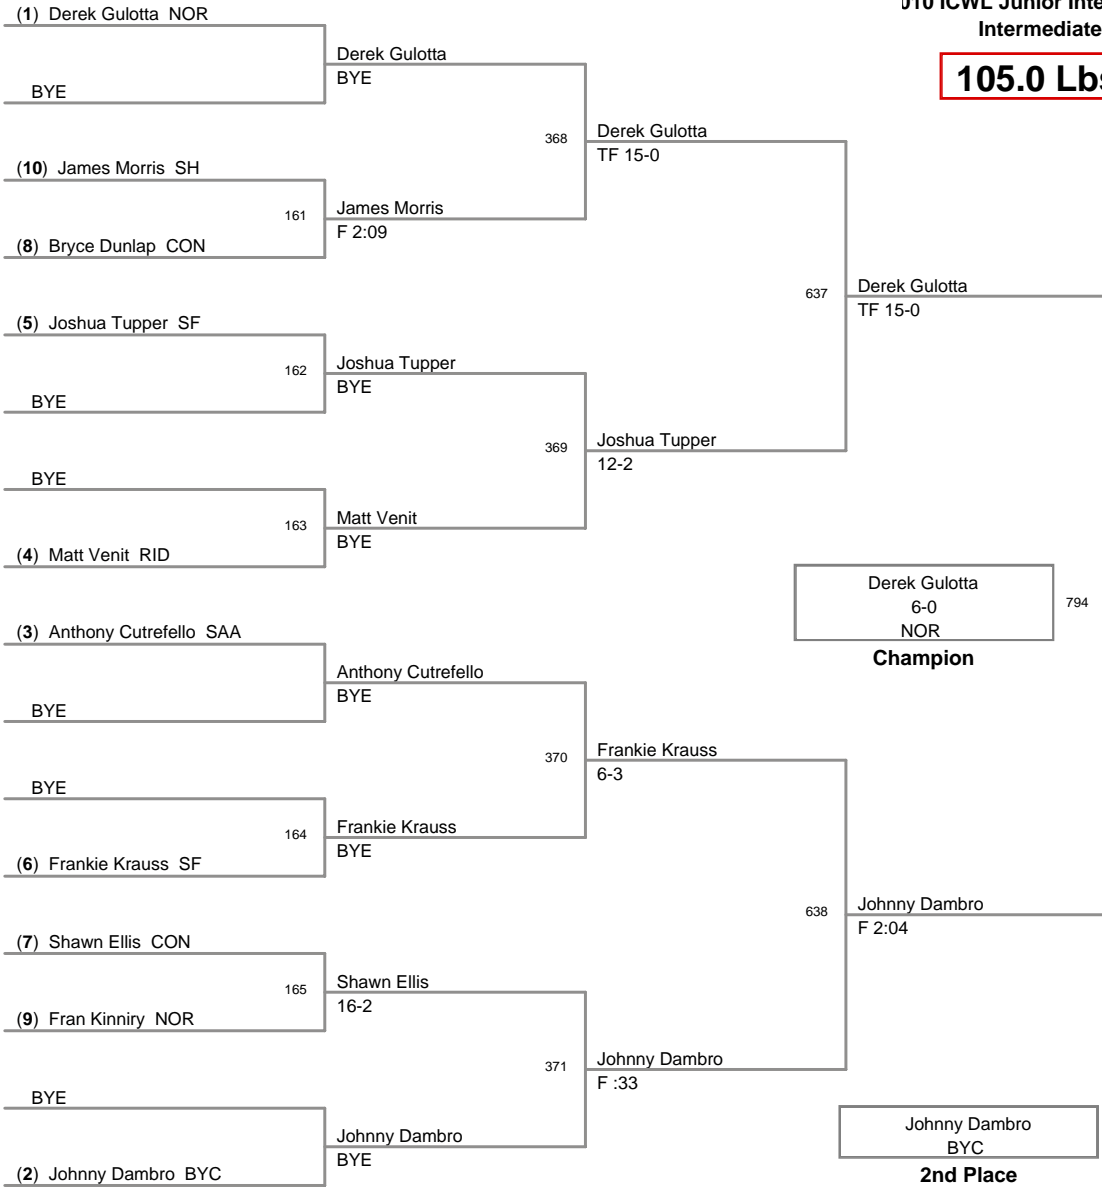 (1) Derek Gulotta NOR
BYE
(10) James Morris SH
(8) Bryce Dunlap CON
(5) Joshua Tupper SF
BYE
BYE
(4) Matt Venit RID
(3) Anthony Cutrefello SAA
BYE
BYE
(6) Frankie Krauss SF
(7) Shawn Ellis CON
(9) Fran Kinniry NOR
BYE
(2) Johnny Dambro BYC
161
162
163
164
165
Derek Gulotta
BYE
James Morris
F 2:09
Joshua Tupper
BYE
Matt Venit
BYE
Anthony Cutrefello
BYE
Frankie Krauss
BYE
Shawn Ellis
16-2
Johnny Dambro
BYE
368
369
370
371
Derek Gulotta
TF 15-0
Joshua Tupper
12-2
Frankie Krauss
6-3
Johnny Dambro
F :33
637
638
Derek Gulotta
TF 15-0
Johnny Dambro
F 2:04
010 ICWL Junior Inte
Intermediate
105.0 Lbs
Derek Gulotta
6-0
NOR
794
Champion
Johnny Dambro
BYC
2nd Place